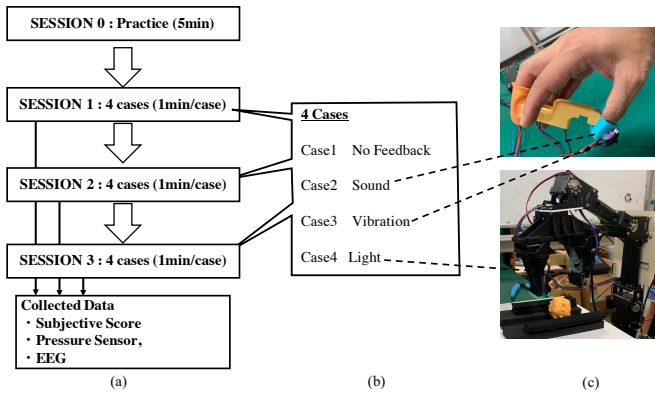 SESSION 0 : Practice (5min)
SESSION 1 : 4 cases (1min/case)
SESSION 2 : 4 cases (1min/case)
SESSION 3 : 4 cases (1min/case)
Collected Data
・Subjective Score
・Pressure Sensor,
・EEG
(a)
4 Cases
Case1 No Feedback
Case2 Sound
Case3 Vibration
Case4 Light
(b)
(c)